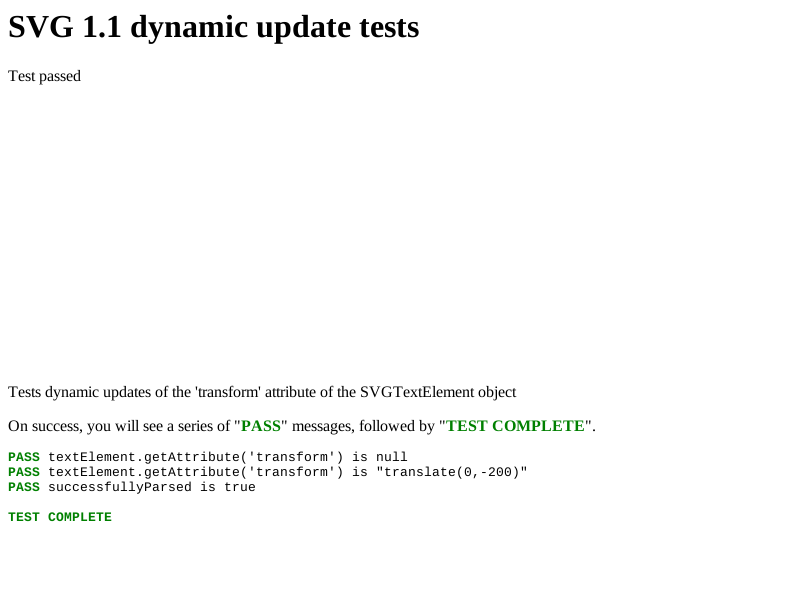 SVG 1.1 dynamic update tests
Test passed
Tests dynamic updates of the 'transform' attribute of the SVGTextElement object
On success, you will see a series of "PASS" messages, followed by "TEST COMPLETE".
PASS textElement.getAttribute('transform') is null
PASS textElement.getAttribute('transform') is "translate(0,-200)"
PASS successfullyParsed is true
TEST COMPLETE